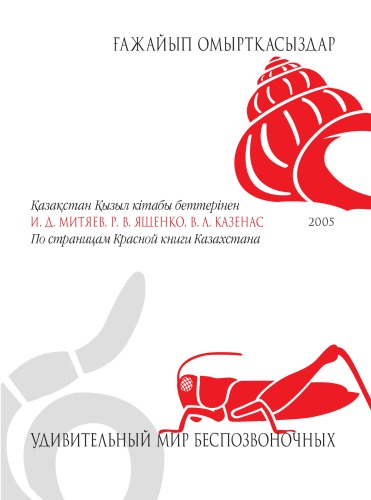 ҒАЖАЙЫП ОМЫРТҚАСЫЗДАР
Қазақстан Қызыл кітабы беттерінен
И. Д. МИТЯЕВ, Р. В. ЯЩЕНКО, В. Л. КАЗЕНАС 2005
По страницам Красной книги Казахстана
УДИВИТЕЛЬНЫЙ МИР БЕСПОЗВОНОЧНЫХ